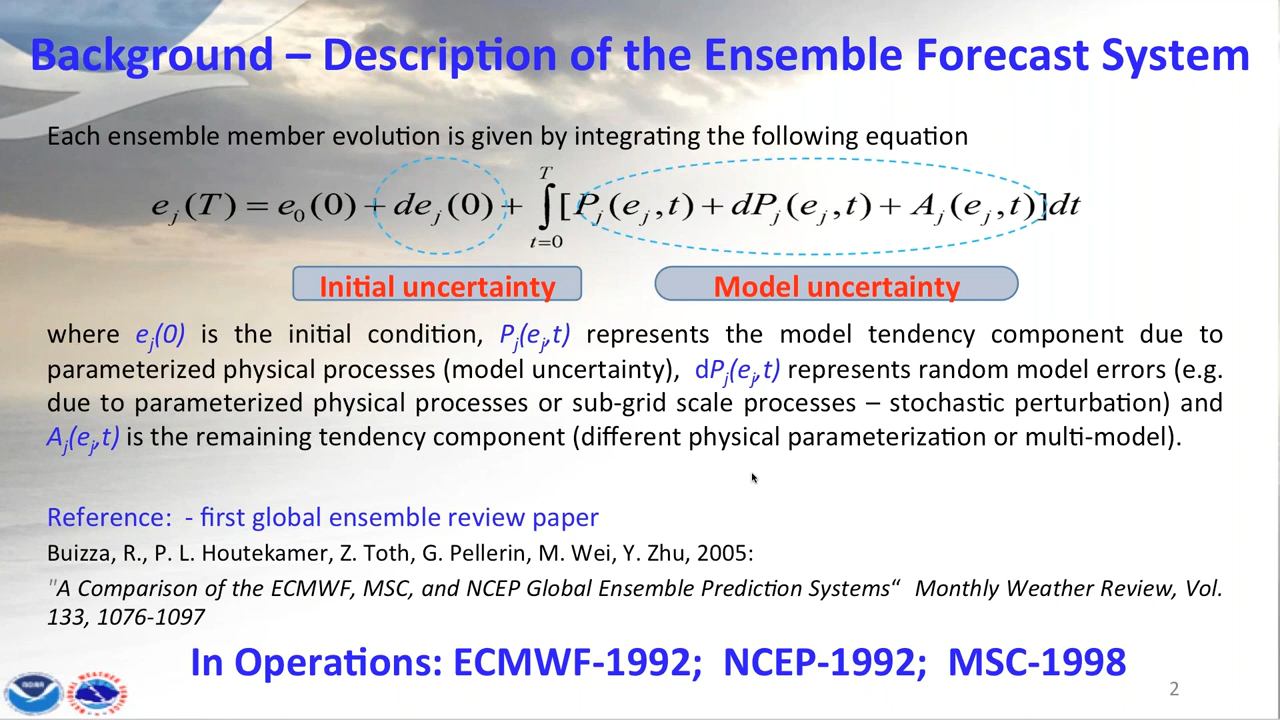 Background – Description of the Ensemble Forecast System
Each ensemble member evolution is given by integrating the following equation
e_j(T) = e_0(0) + de_j(0) + ∫_{t=0}^{T} [P_j(e_j,t) + dP_j(e_j,t) + A_j(e_j,t)]dt
Initial uncertainty
Model uncertainty
where e_j(0) is the initial condition, P_j(e_j,t) represents the model tendency component due to
parameterized physical processes (model uncertainty), dP_j(e_j,t) represents random model errors (e.g.
due to parameterized physical processes or sub-grid scale processes – stochastic perturbation) and
A_j(e_j,t) is the remaining tendency component (different physical parameterization or multi-model).
Reference: - first global ensemble review paper
Buizza, R., P. L. Houtekamer, Z. Toth, G. Pellerin, M. Wei, Y. Zhu, 2005:
"A Comparison of the ECMWF, MSC, and NCEP Global Ensemble Prediction Systems“ Monthly Weather Review, Vol.
133, 1076-1097
In Operations: ECMWF-1992; NCEP-1992; MSC-1998
2